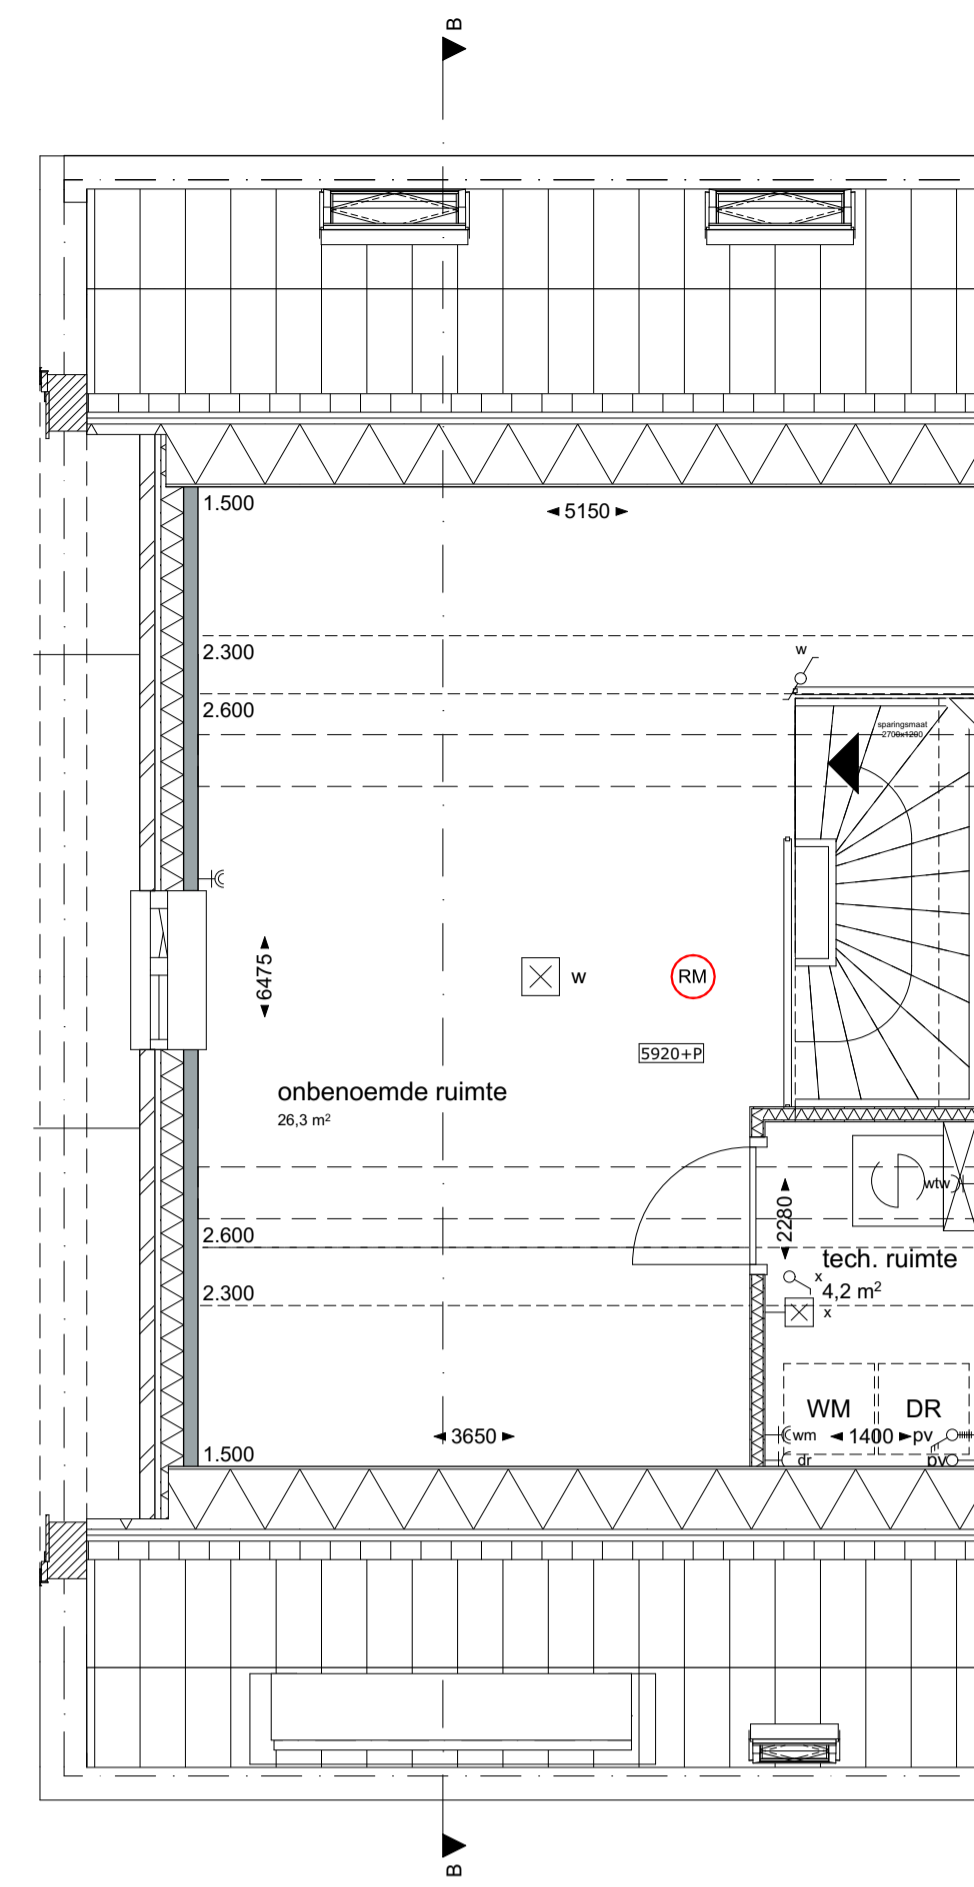 B
1.500
5150
2.300
w
2.600
sparingsmaat
2700x1200
6475
w
RM
5920+P
onbenoemde ruimte
26,3 m²
wtw
2280
2.600
tech. ruimte
x
4,2 m²
2.300
x
WM
DR
3650
wm
1400
pv
1.500
dr
pv
B